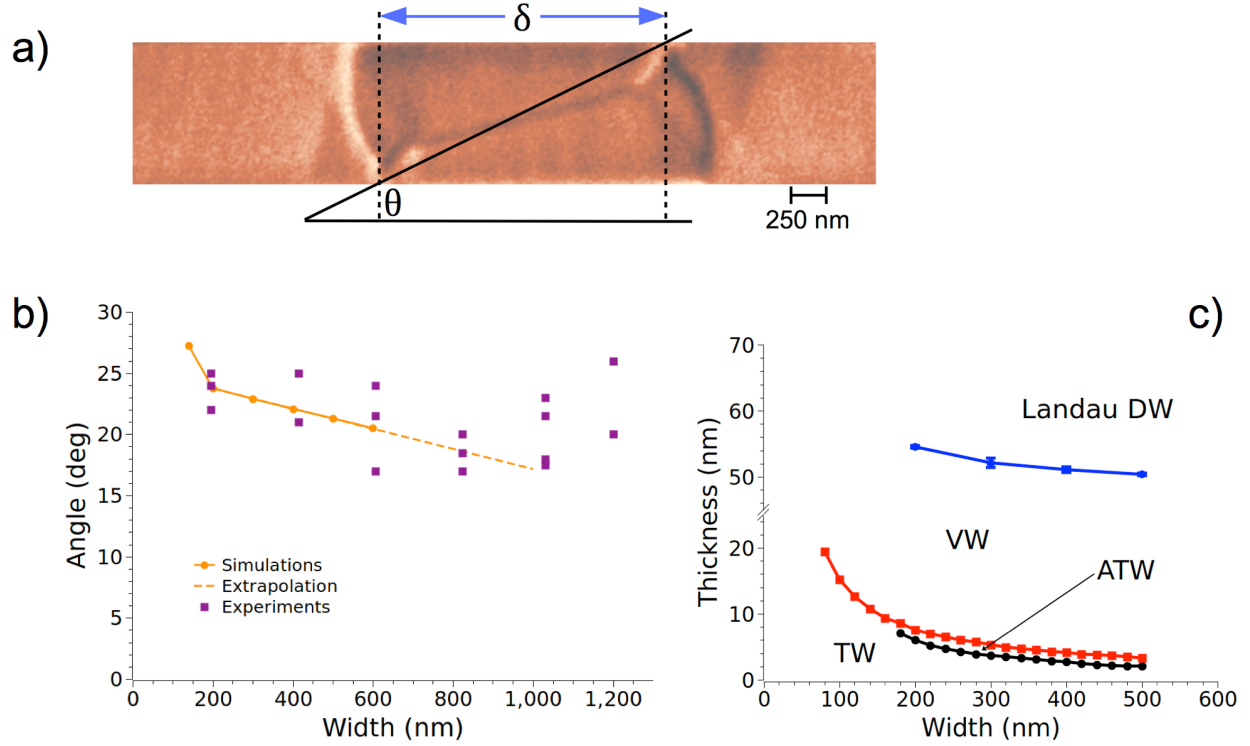 a)
δ
θ
250 nm
b)
30
25
20
15
10
5
0
Angle (deg)
Simulations
Extrapolation
Experiments
0 200 400 600 800 1,000 1,200
Width (nm)
c)
70
60
50
20
10
0
Thickness (nm)
Landau DW
VW
ATW
TW
0 100 200 300 400 500 600
Width (nm)